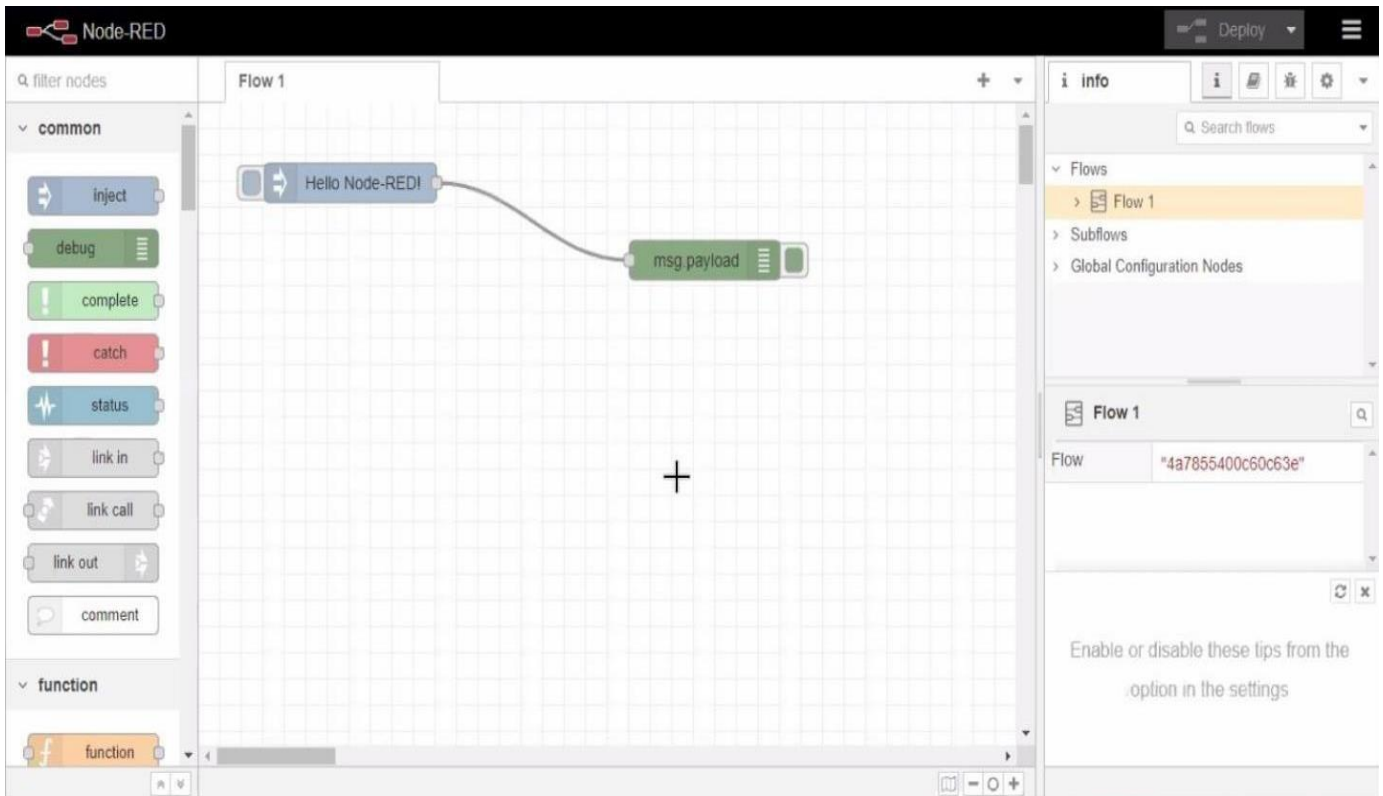 Node-RED
Deploy
filter nodes
Flow 1
i info
i
Search flows
common
inject
debug
complete
catch
status
link in
link call
link out
comment
function
function
Hello Node-RED!
msg.payload
Flows
Flow 1
Subflows
Global Configuration Nodes
Flow 1
Flow "4a7855400c60c63e"
Enable or disable these tips from the
option in the settings